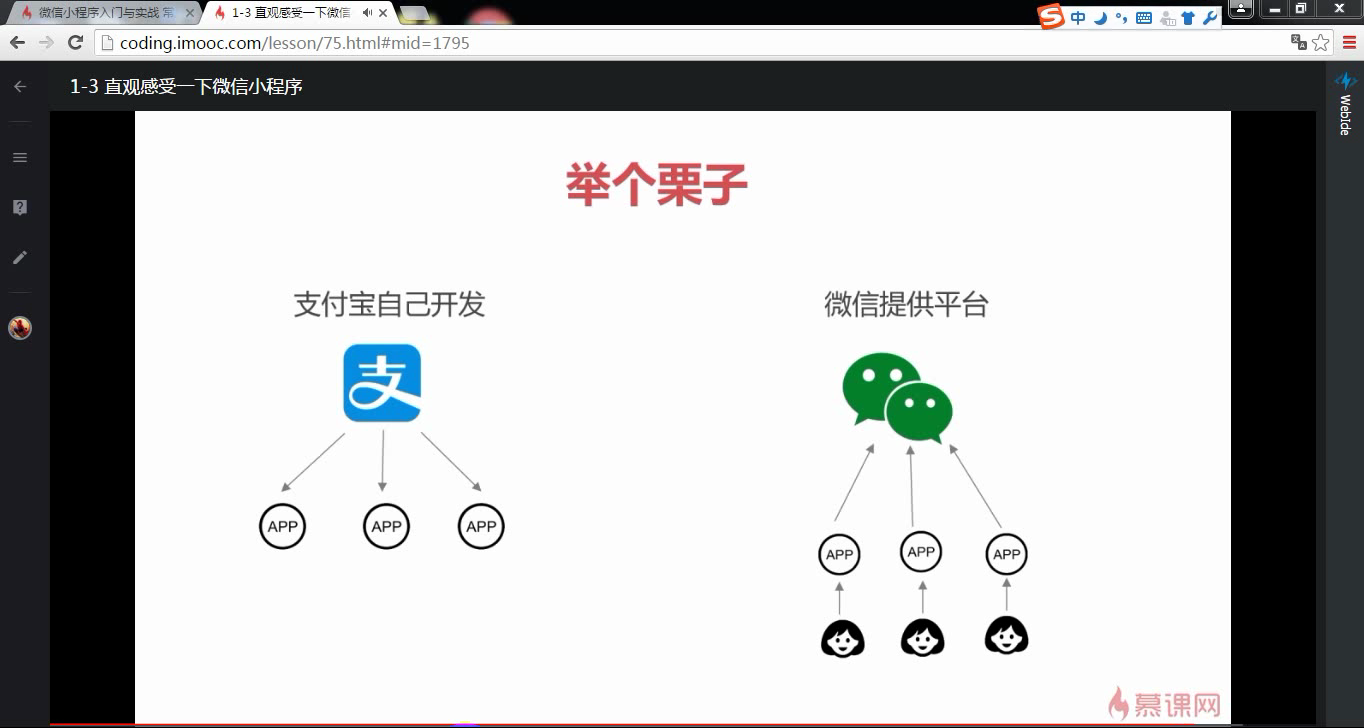 微信小程序入门与实战 常
1-3 直观感受一下微信
中
coding.imooc.com/lesson/75.html#mid=1795
1-3 直观感受一下微信小程序
WebIde
举个栗子
支付宝自己开发
微信提供平台
支
APP
APP
APP
APP
APP
APP
慕课网